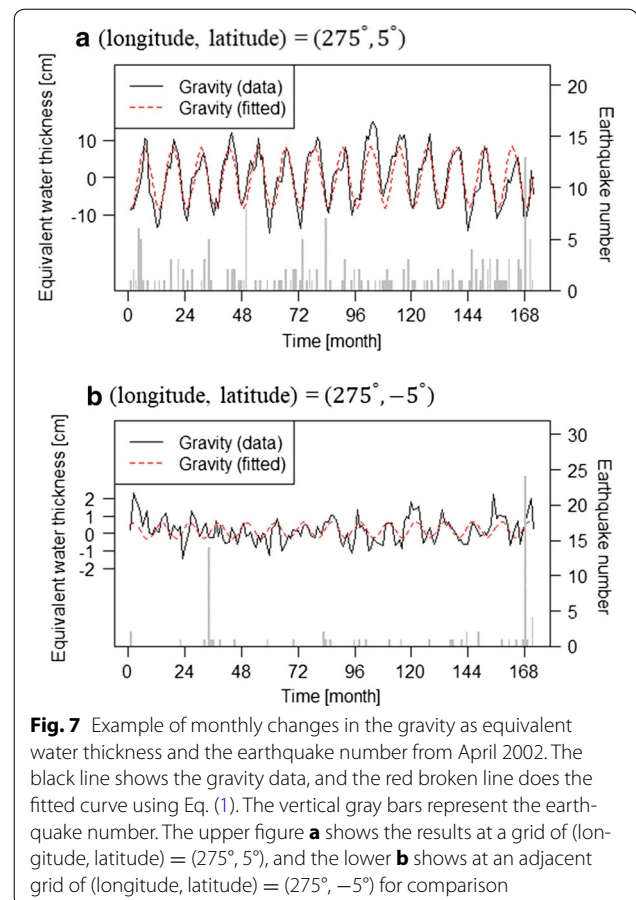 a (longitude, latitude) = (275°, 5°)
Gravity (data)
Gravity (fitted)
Equivalent water thickness [cm]
10
0
-10
Earthquake number
20
15
10
5
0
0 24 48 72 96 120 144 168
Time [month]
b (longitude, latitude) = (275°, −5°)
Gravity (data)
Gravity (fitted)
Equivalent water thickness [cm]
2
1
0
-1
-2
Earthquake number
30
25
20
15
10
5
0
0 24 48 72 96 120 144 168
Time [month]
Fig. 7 Example of monthly changes in the gravity as equivalent
water thickness and the earthquake number from April 2002. The
black line shows the gravity data, and the red broken line does the
fitted curve using Eq. (1). The vertical gray bars represent the earth-
quake number. The upper figure a shows the results at a grid of (lon-
gitude, latitude) = (275°, 5°), and the lower b shows at an adjacent
grid of (longitude, latitude) = (275°, −5°) for comparison